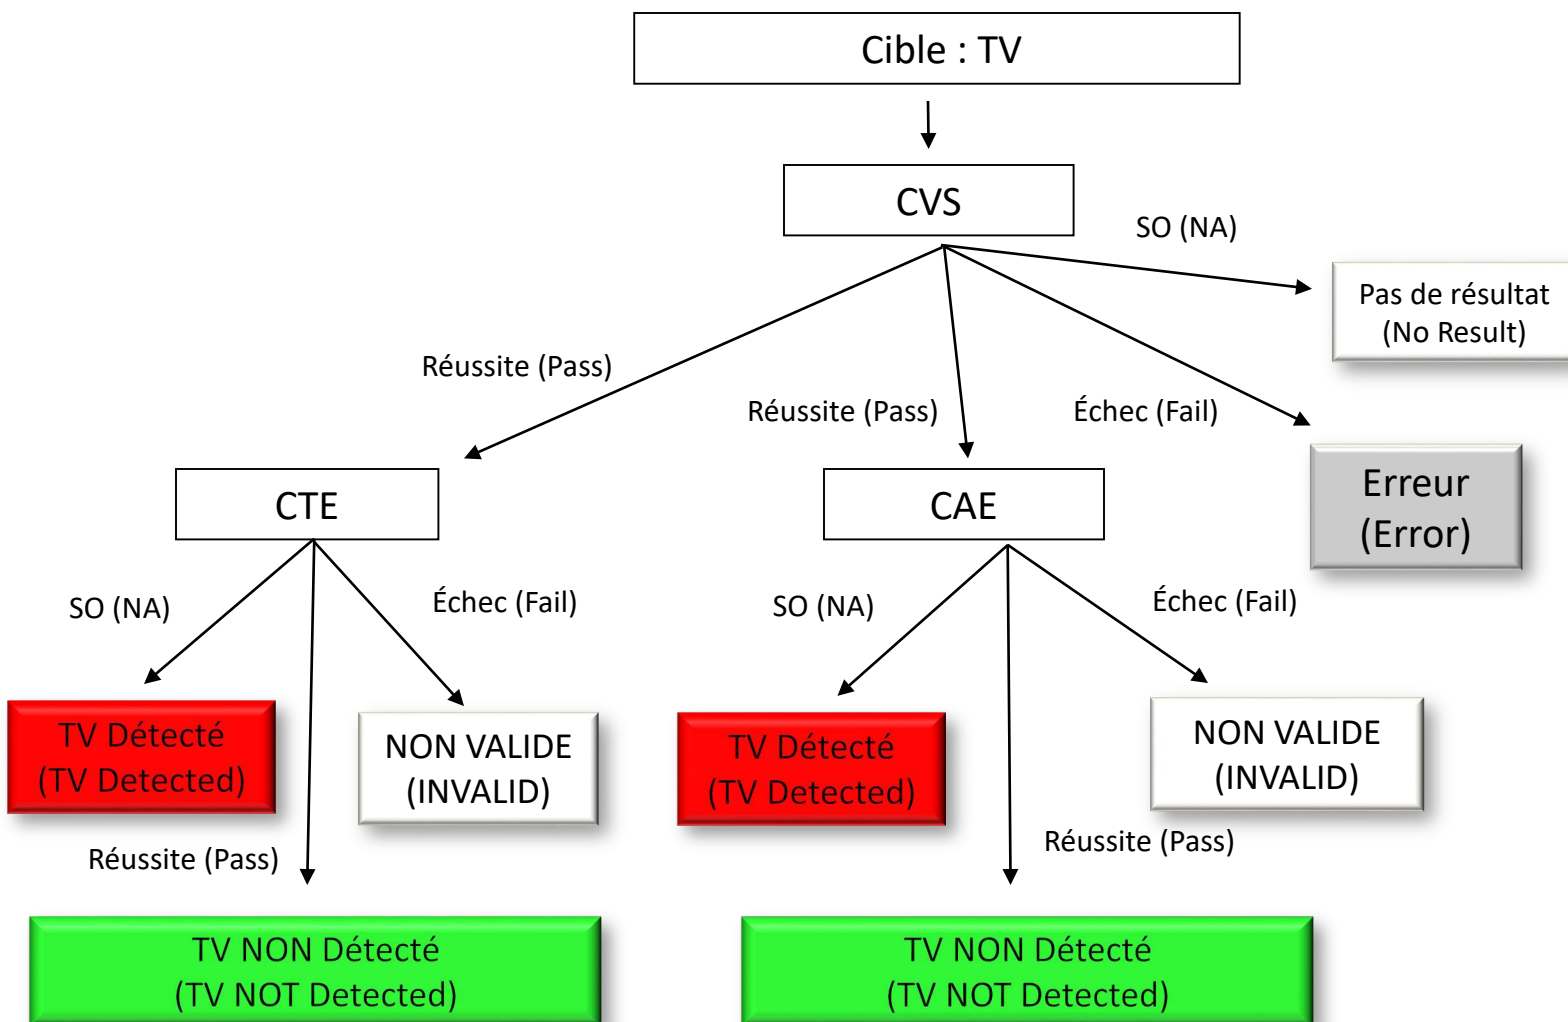 Cible : TV
CVS
SO (NA)
Pas de résultat
(No Result)
Réussite (Pass)
Réussite (Pass)
Échec (Fail)
Erreur
(Error)
CTE
CAE
SO (NA)
Échec (Fail)
SO (NA)
Échec (Fail)
TV Détecté
(TV Detected)
NON VALIDE
(INVALID)
TV Détecté
(TV Detected)
NON VALIDE
(INVALID)
Réussite (Pass)
Réussite (Pass)
TV NON Détecté
(TV NOT Detected)
TV NON Détecté
(TV NOT Detected)